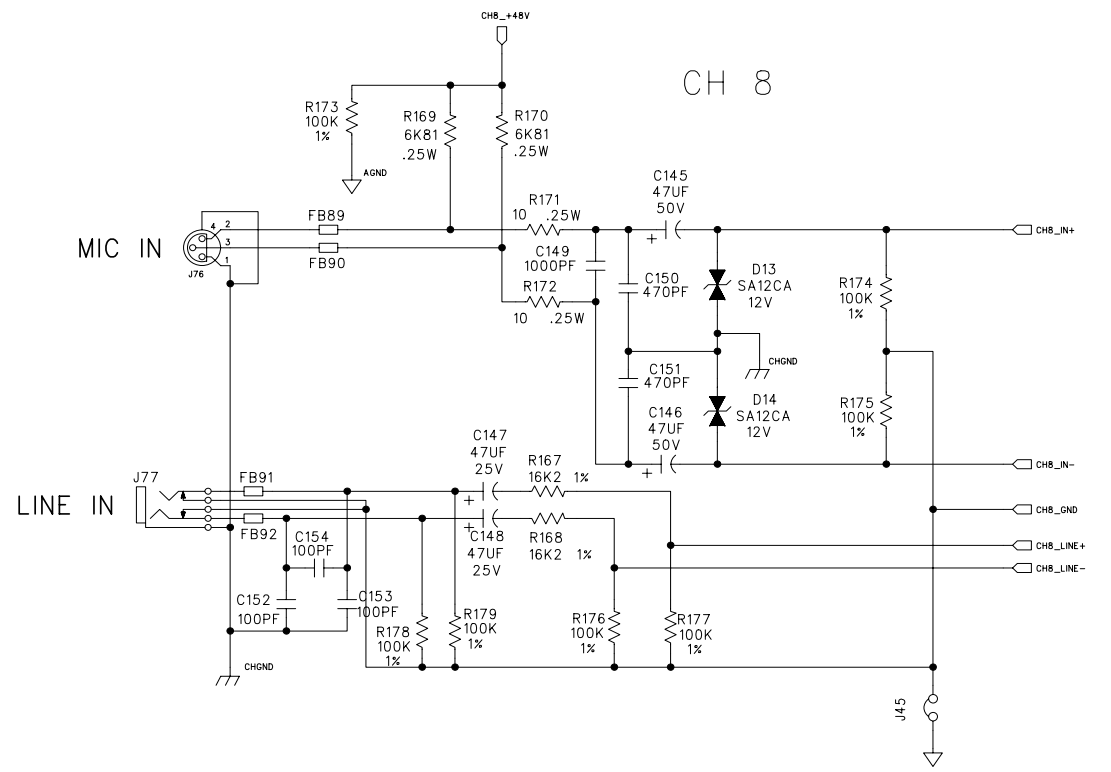 CH8_+48V
CH 8
R173
100K
1%
R169
6K81
.25W
R170
6K81
.25W
AGND
C145
47UF
50V
R171
10 .25W
FB89
MIC IN
4 2
3
1
J76
FB90
+
CH8_IN+
C149
1000PF
R172
10 .25W
C150
470PF
D13
SA12CA
12V
R174
100K
1%
CHGND
C151
470PF
C146
47UF
50V
+
D14
SA12CA
12V
R175
100K
1%
C147
47UF
25V
+
R167
16K2 1%
CH8_IN-
J77
LINE IN
FB91
FB92
C154
100PF
+
C148
47UF
25V
R168
16K2 1%
CH8_GND
CH8_LINE+
CH8_LINE-
C152
100PF
C153
100PF
R178
100K
1%
R179
100K
1%
R176
100K
1%
R177
100K
1%
CHGND
J45